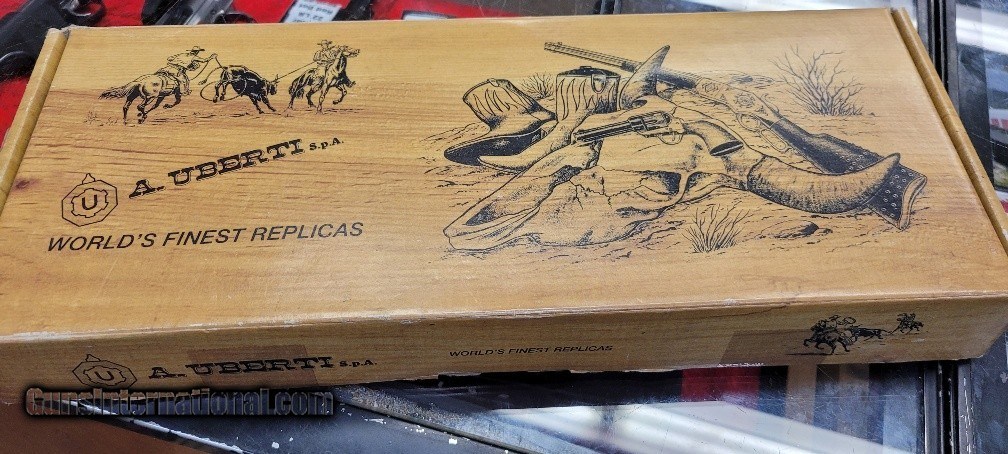 U
A. UBERTI S.p.A.
WORLD'S FINEST REPLICAS
U
A. UBERTI S.p.A.
WORLD'S FINEST REPLICAS
GunsInternational.com